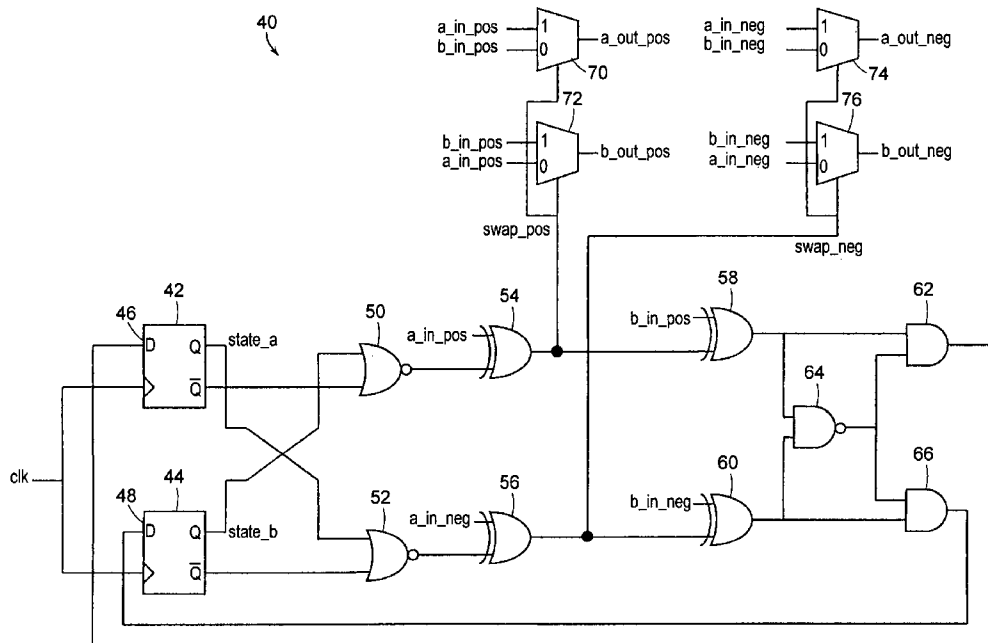 40
a_in_pos
b_in_pos
1
0
a_out_pos
70
a_in_neg
b_in_neg
1
0
a_out_neg
74
72
b_in_pos
a_in_pos
1
0
b_out_pos
76
b_in_neg
a_in_neg
1
0
b_out_neg
swap_pos
swap_neg
42
46
D
Q
Q
state_a
50
a_in_pos
54
b_in_pos
58
62
64
clk
44
48
D
Q
Q
state_b
52
a_in_neg
56
b_in_neg
60
66